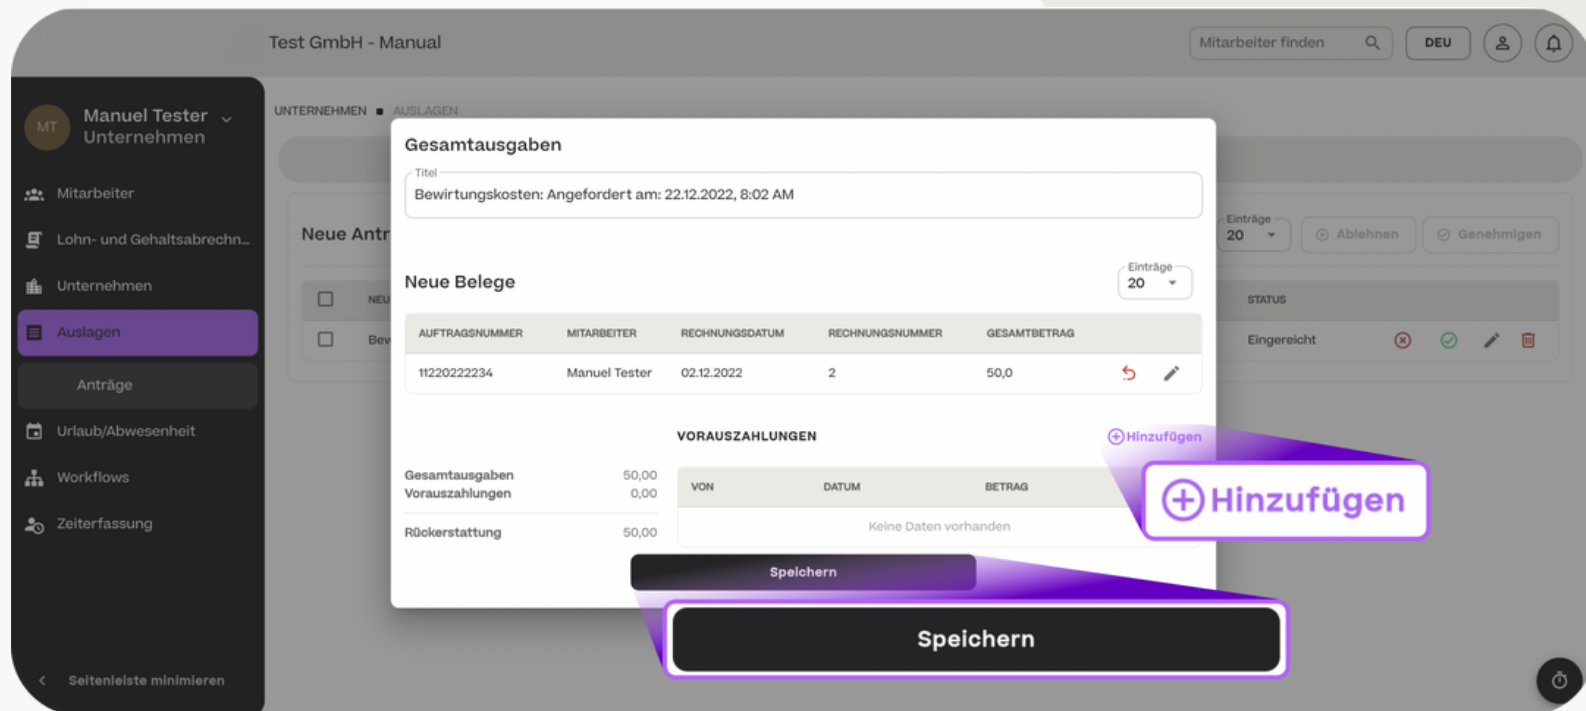 Test GmbH - Manual
Mitarbeiter finden
DEU
MT
Manuel Tester
Unternehmen
UNTERNEHMEN ■ AUSLAGEN
Mitarbeiter
Lohn- und Gehaltsabrechn...
Unternehmen
Auslagen
Anträge
Urlaub/Abwesenheit
Workflows
Zeiterfassung
< Seitenleiste minimieren
Neue Antr
Einträge
20
Ablehnen
Genehmigen
NEU
STATUS
Bew
Eingereicht
Gesamtausgaben
Titel
Bewirtungskosten: Angefordert am: 22.12.2022, 8:02 AM
Neue Belege
Einträge
20
AUFTRAGSNUMMER MITARBEITER RECHNUNGSDATUM RECHNUNGSNUMMER GESAMTBETRAG
11220222234 Manuel Tester 02.12.2022 2 50,0
VORAUSZAHLUNGEN
Hinzufügen
Gesamtausgaben 50,00
Vorauszahlungen 0,00
Rückerstattung 50,00
VON DATUM BETRAG
Keine Daten vorhanden
Hinzufügen
Speichern
Speichern